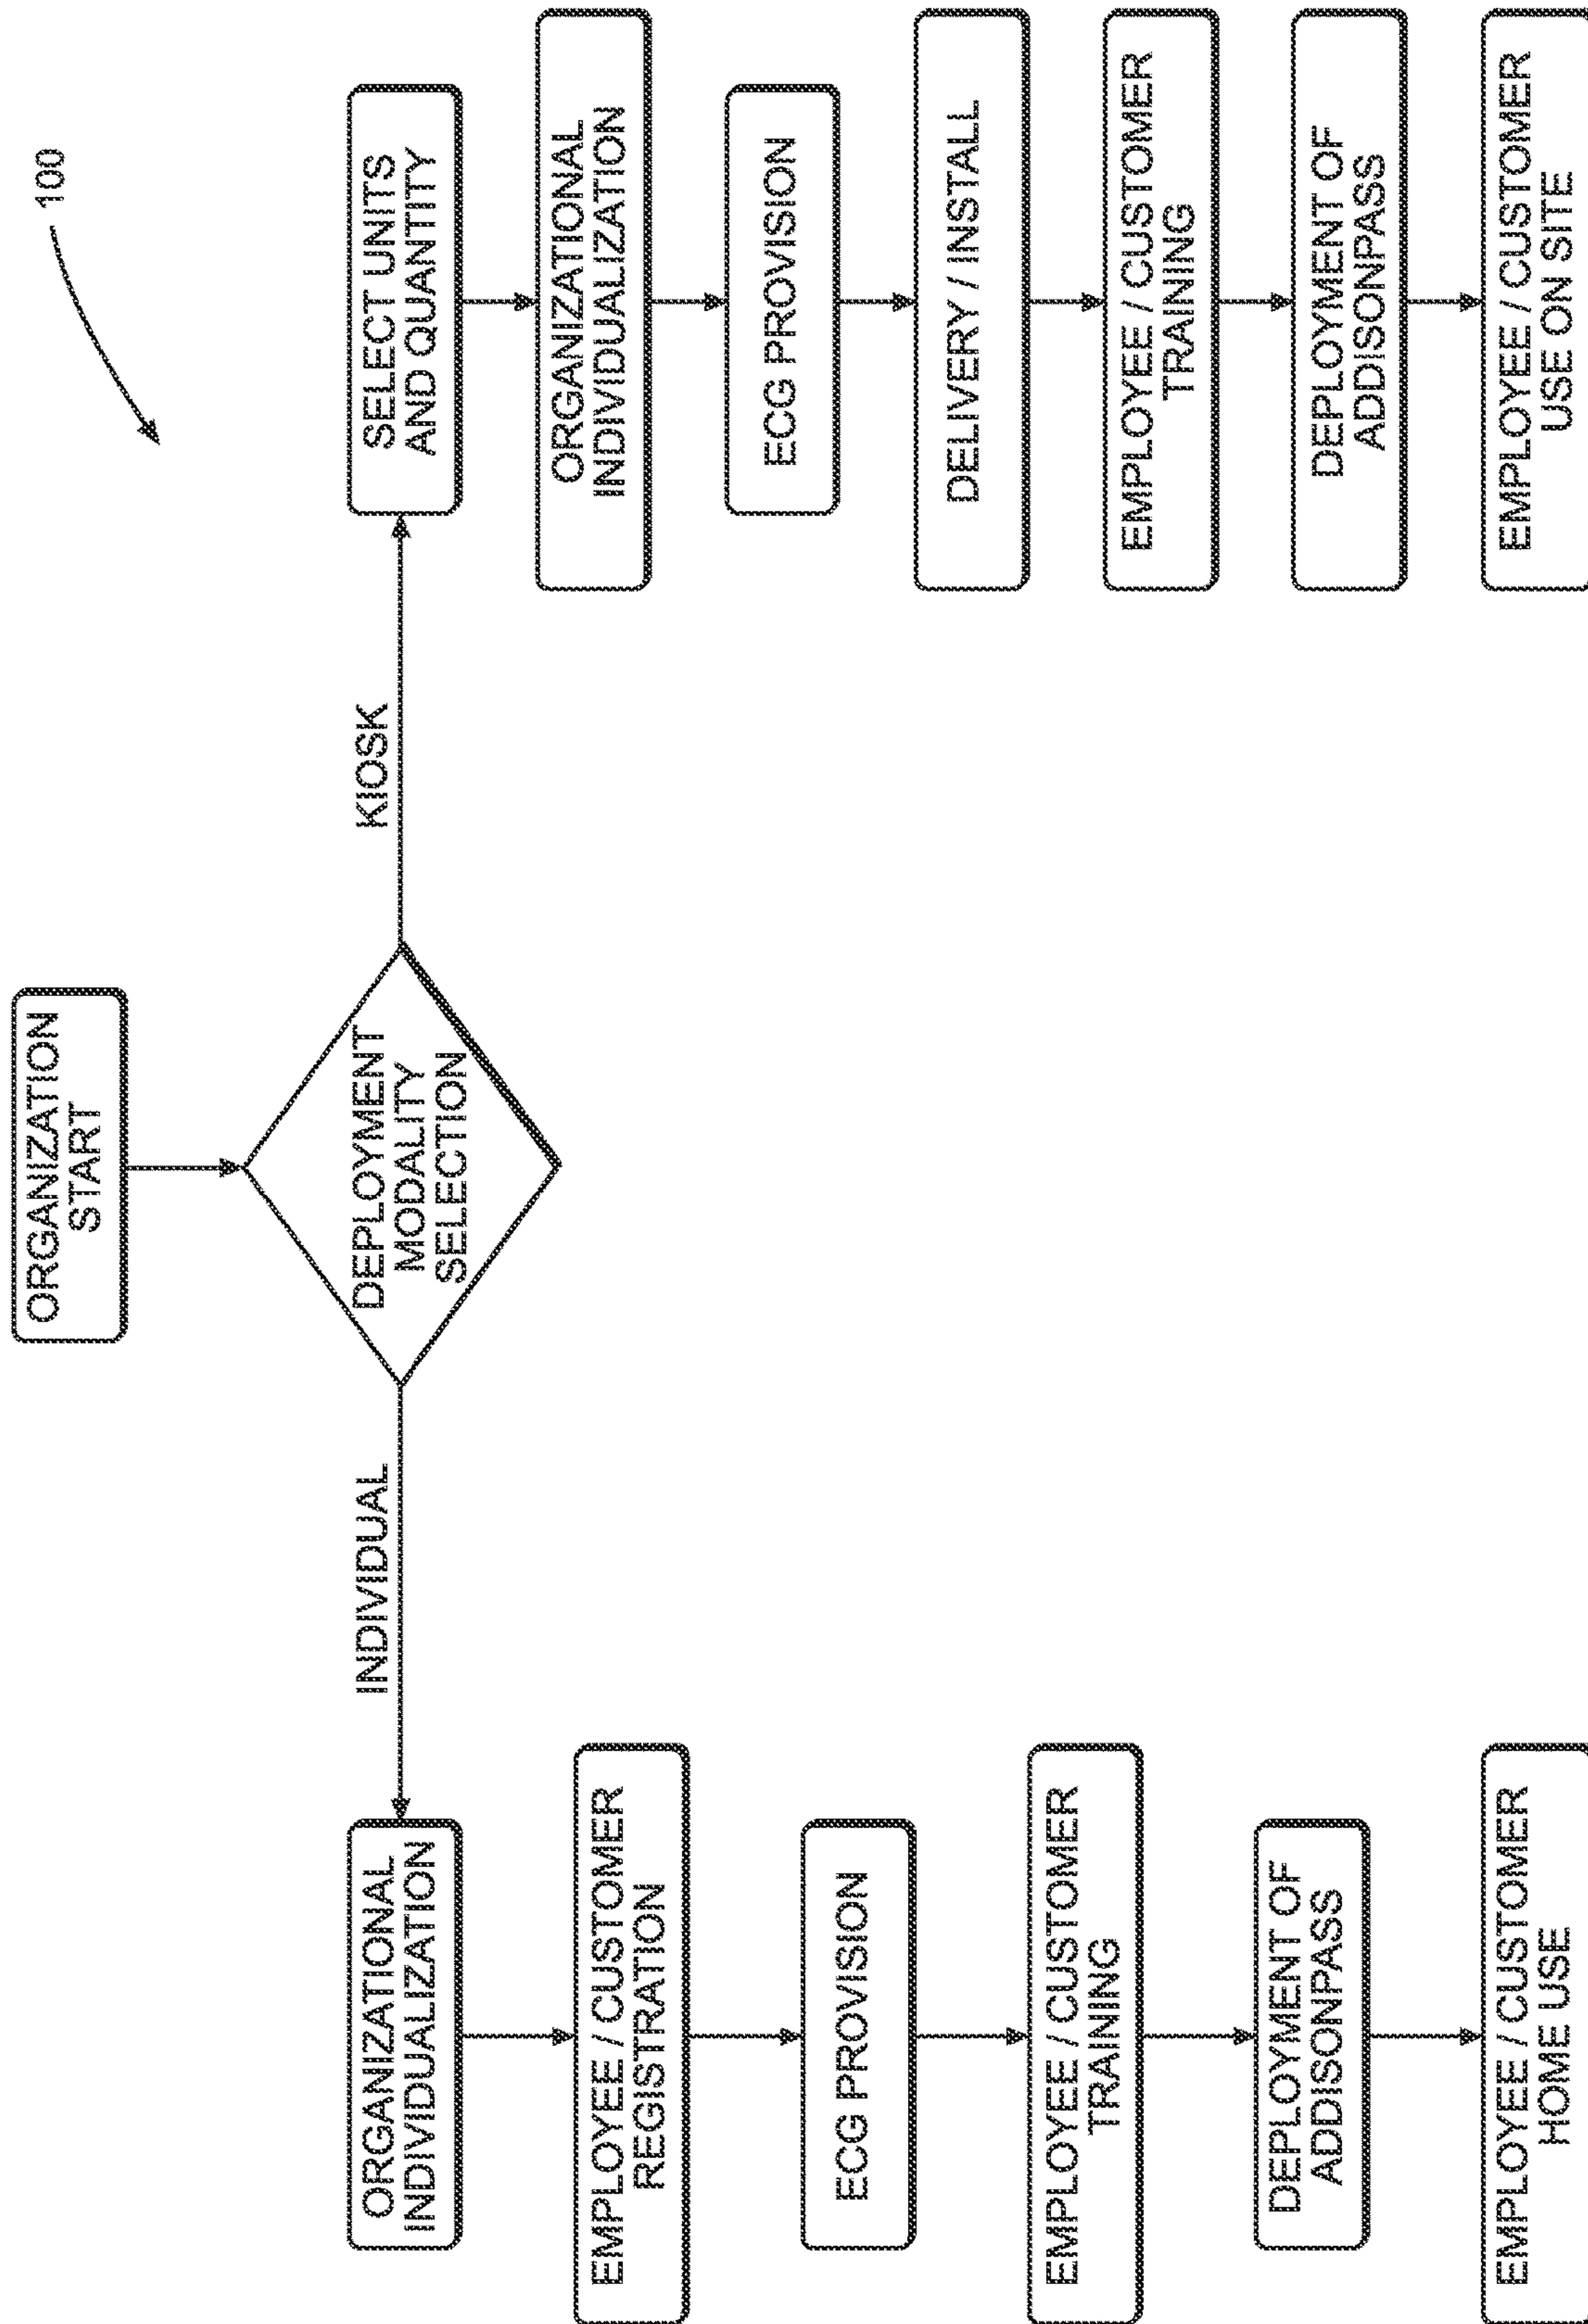 100
ORGANIZATION
START
DEPLOYMENT
MODALITY
SELECTION
INDIVIDUAL
KIOSK
ORGANIZATIONAL
INDIVIDUALIZATION
EMPLOYEE / CUSTOMER
REGISTRATION
ECG PROVISION
EMPLOYEE / CUSTOMER
TRAINING
DEPLOYMENT OF
ADDISONPASS
EMPLOYEE / CUSTOMER
HOME USE
SELECT UNITS
AND QUANTITY
ORGANIZATIONAL
INDIVIDUALIZATION
ECG PROVISION
DELIVERY / INSTALL
EMPLOYEE / CUSTOMER
TRAINING
DEPLOYMENT OF
ADDISONPASS
EMPLOYEE / CUSTOMER
USE ON SITE